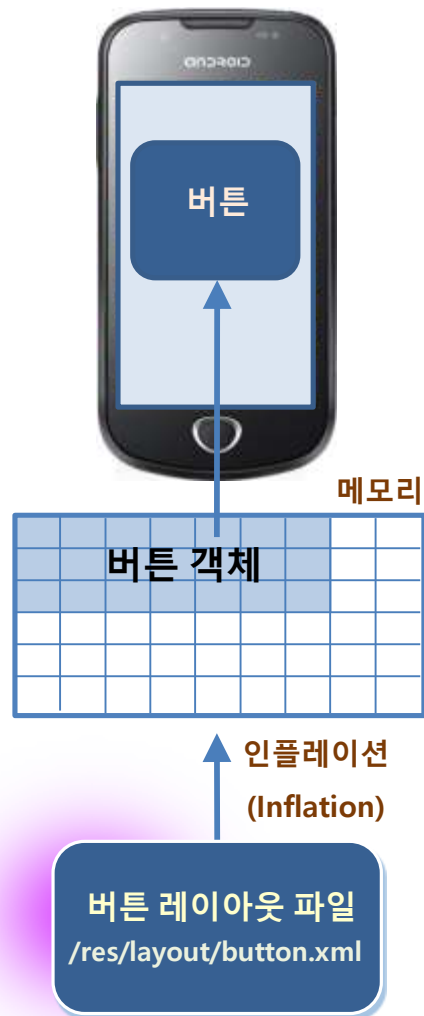 ANDROID
버튼
메모리
버튼 객체
인플레이션
(Inflation)
버튼 레이아웃 파일
/res/layout/button.xml